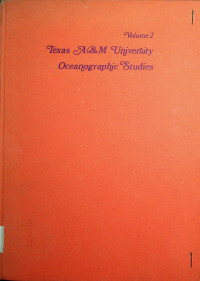 Volume 2
Texas A&M University
Oceanographic Studies